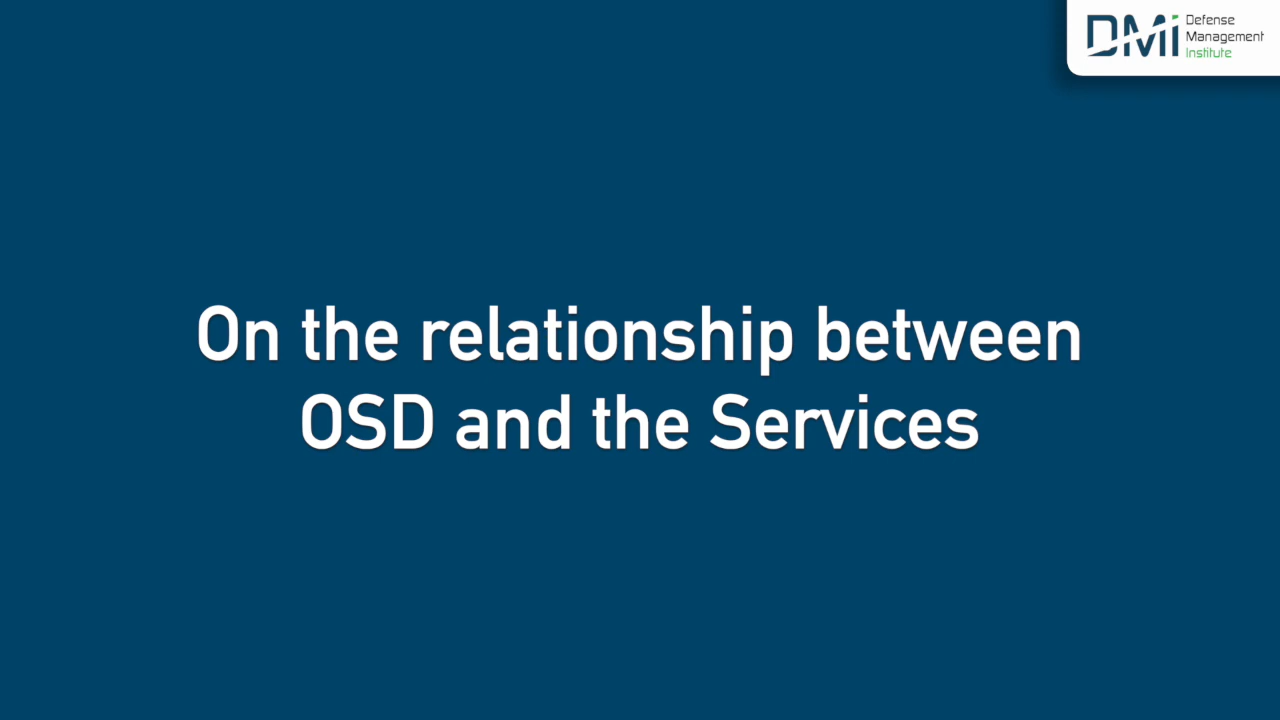 DMi
Defense
Management
Institute
On the relationship between
OSD and the Services